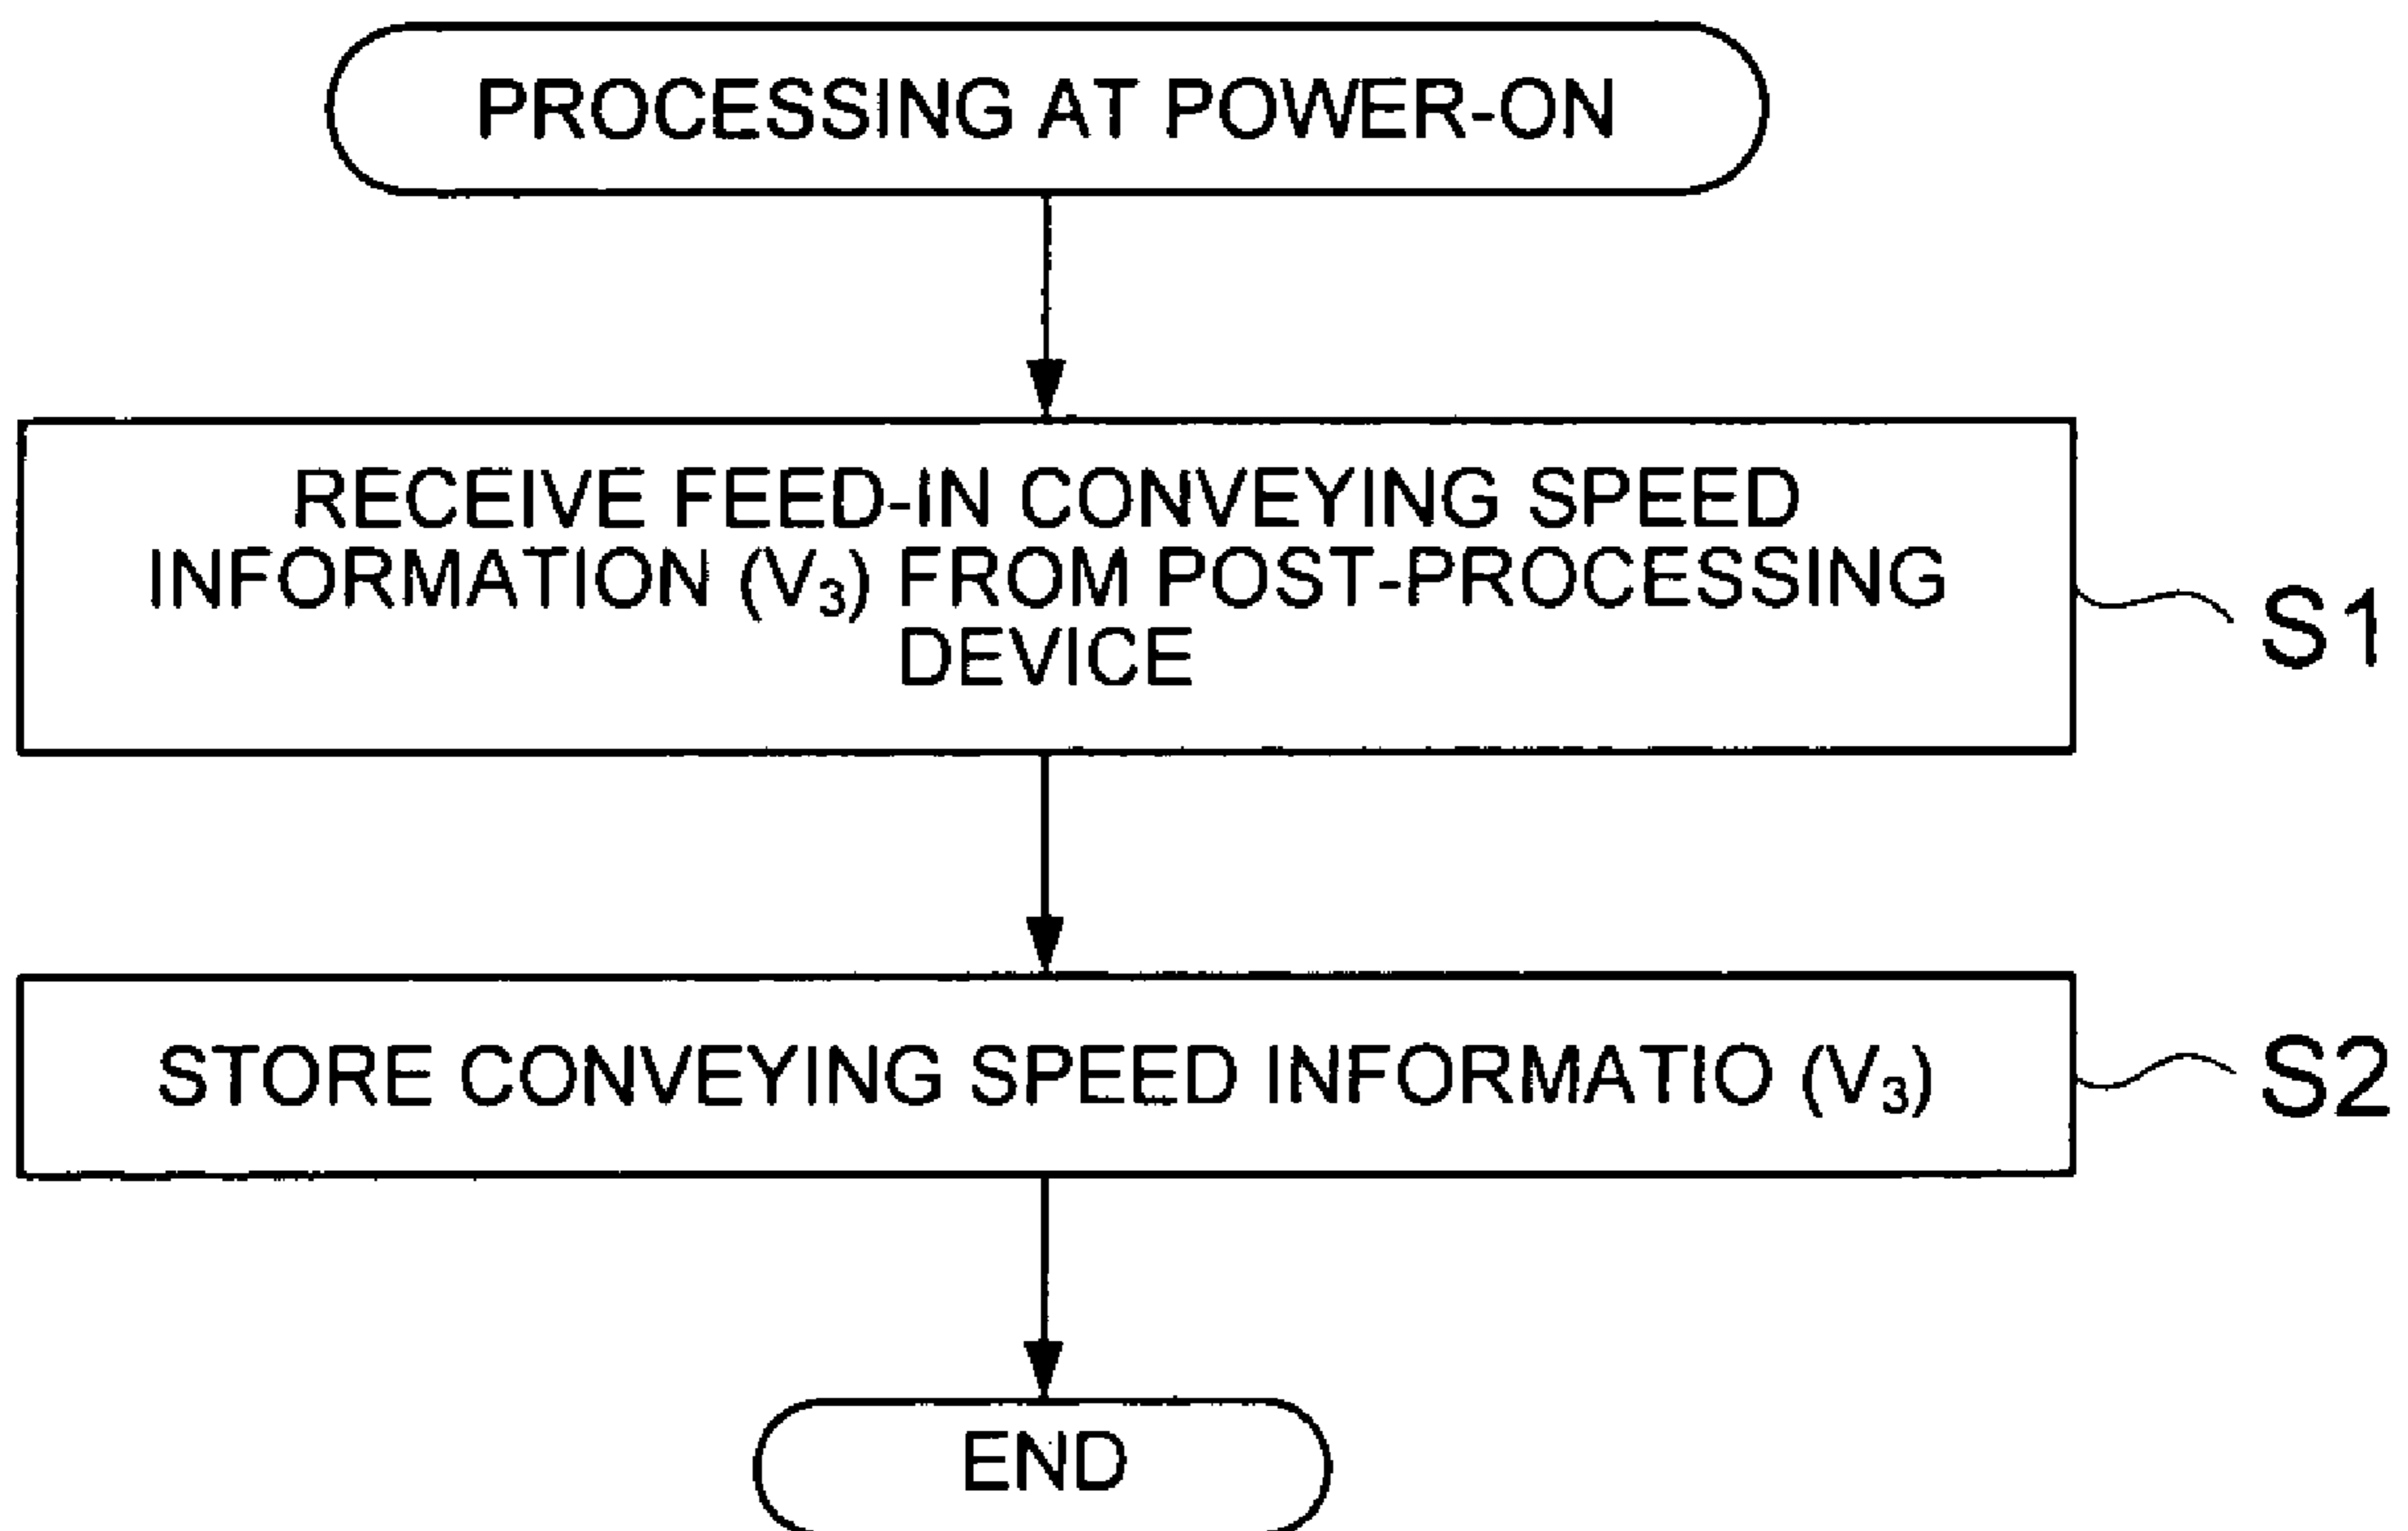 PROCESSING AT POWER-ON
RECEIVE FEED-IN CONVEYING SPEED
INFORMATION (V₃) FROM POST-PROCESSING
DEVICE
S1
STORE CONVEYING SPEED INFORMATIO (V₃)
S2
END